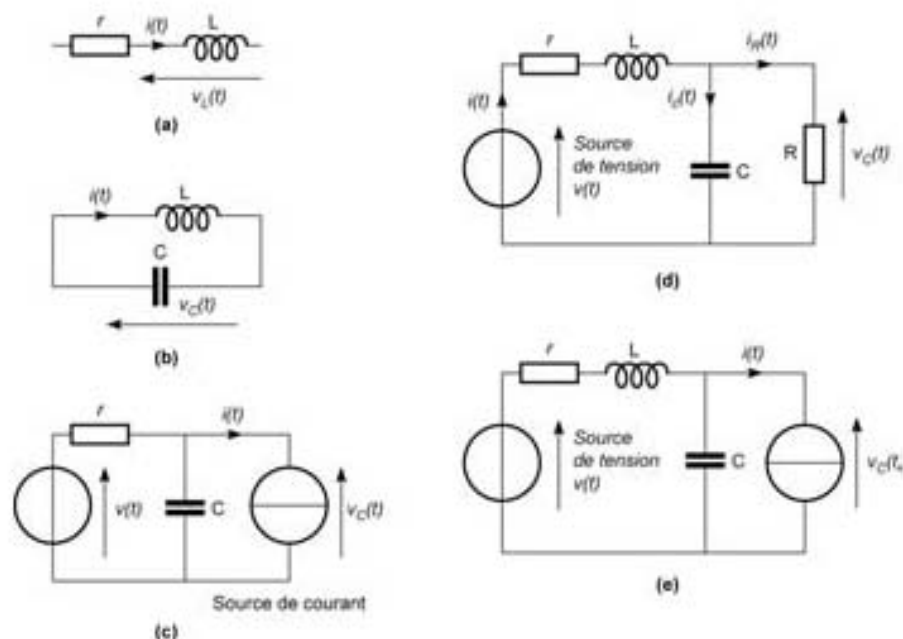 r
i(t)
L
v_L(t)
(a)
i(t)
L
C
v_C(t)
(b)
r
i(t)
v(t)
C
v_C(t)
Source de courant
(c)
r
L
i_R(t)
i(t)
i_c(t)
Source
de tension
v(t)
C
R
v_C(t)
(d)
r
L
i(t)
Source
de tension
v(t)
C
(e)